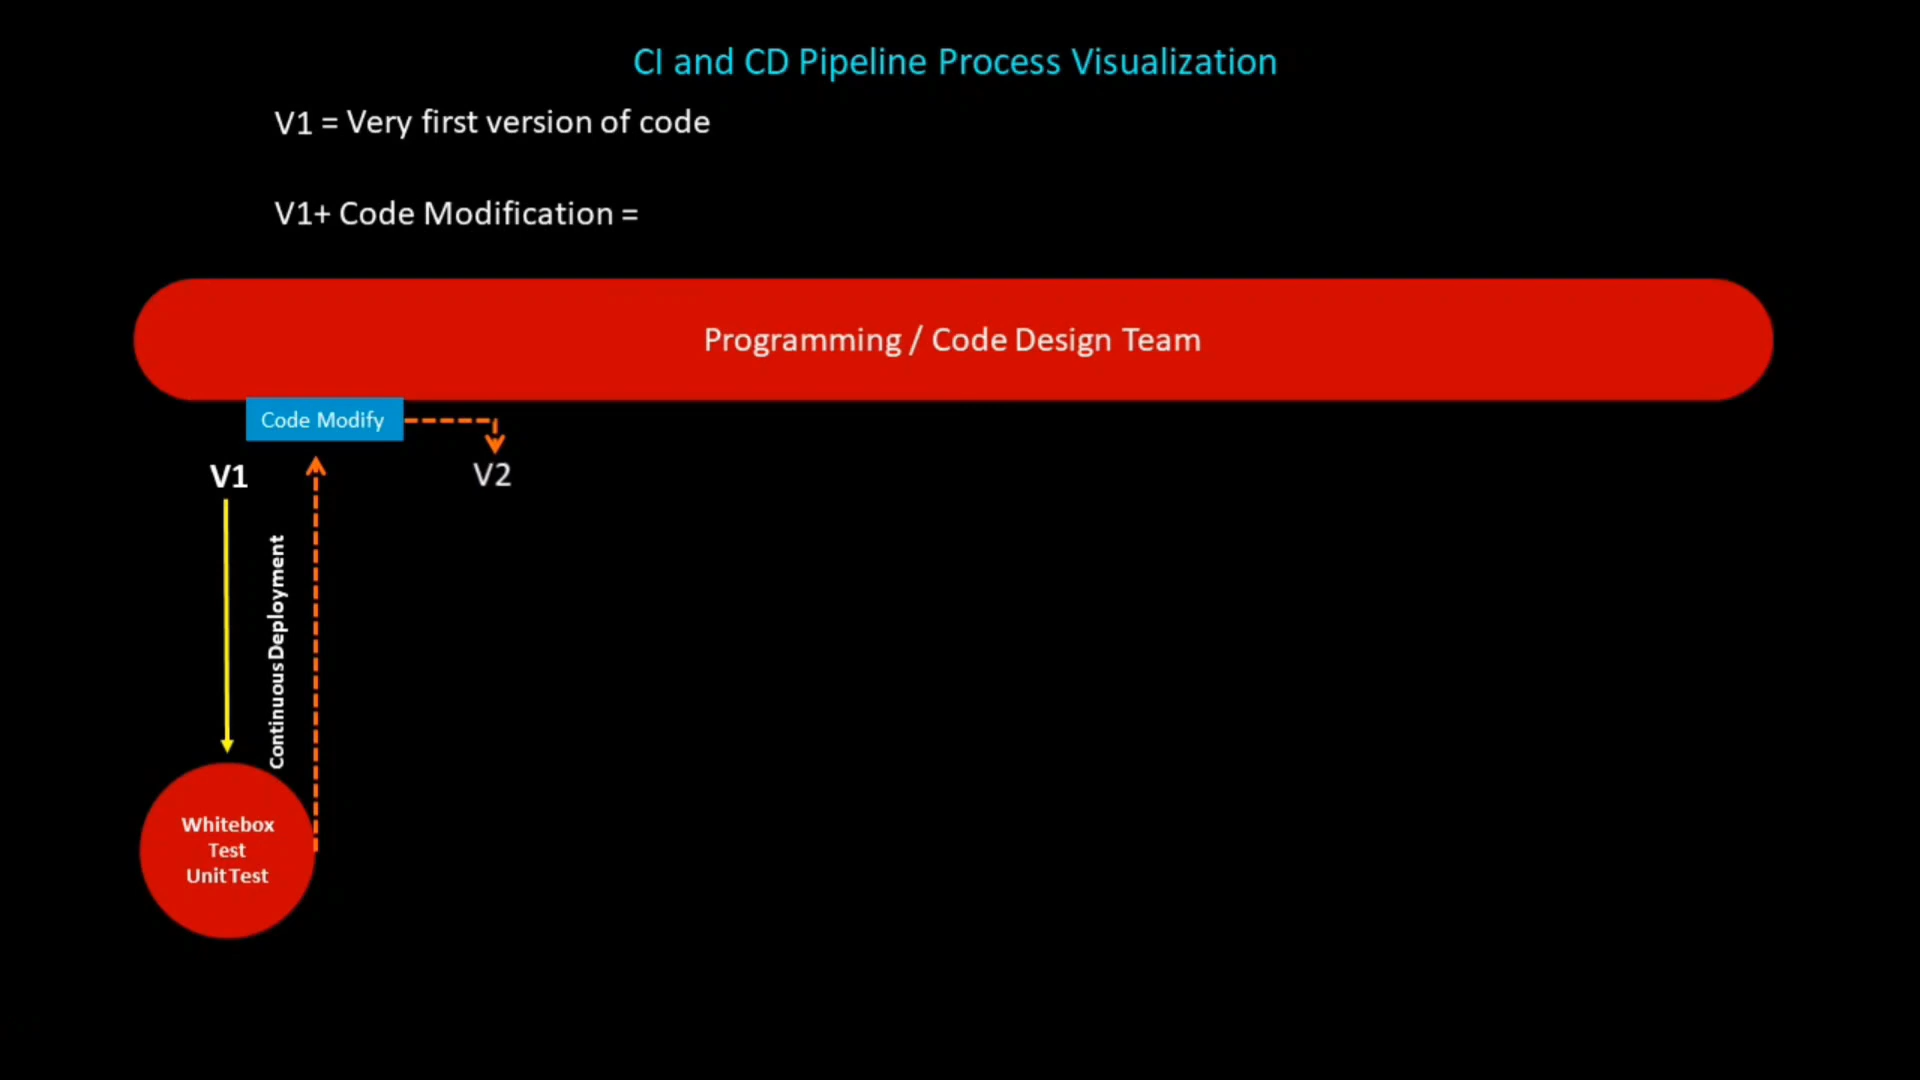 CI and CD Pipeline Process Visualization
V1 = Very first version of code
V1+ Code Modification =
Programming / Code Design Team
Code Modify
V1
V2
Continuous Deployment
Whitebox
Test
Unit Test